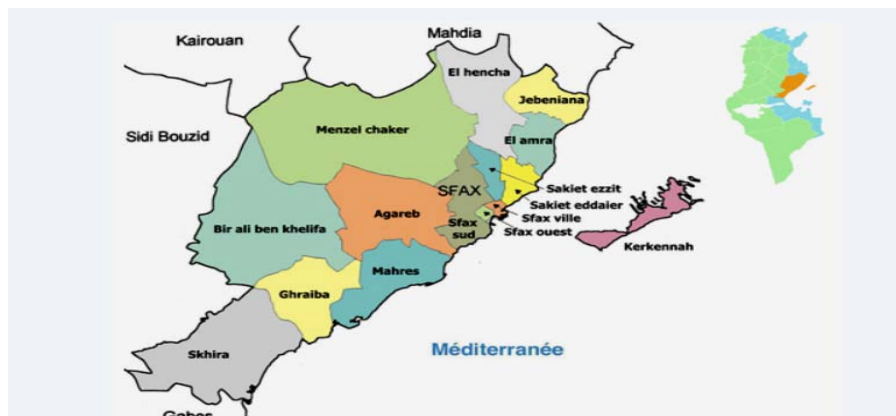 Kairouan
Mahdia
El hencha
Jebeniana
Menzel chaker
Sidi Bouzid
El amra
SFAX
Sakiet ezzit
Sakiet eddaier
Sfax ville
Sfax ouest
Agareb
Sfax
sud
Bir ali ben khelifa
Kerkennah
Mahres
Ghraiba
Méditerranée
Skhira
Gabes